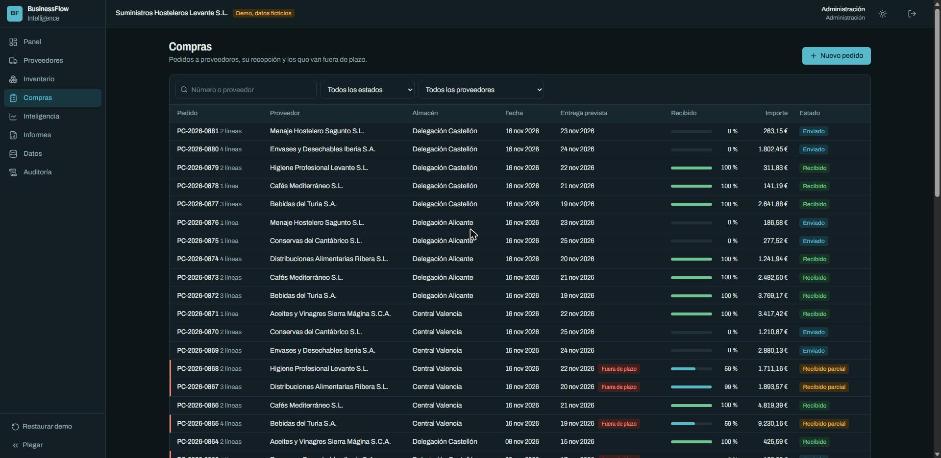 BF BusinessFlow Intelligence
Suministros Hosteleros Levante S.L. Demo, datos ficticios
Administración
Administración
Panel
Proveedores
Inventario
Compras
Inteligencia
Informes
Datos
Auditoría
Restaurar demo
Plegar
Compras
Pedidos a proveedores, su recepción y los que van fuera de plazo.
+ Nuevo pedido
Número o proveedor Todos los estados Todos los proveedores
Pedido Proveedor Almacén Fecha Entrega prevista Recibido Importe Estado
PC-2026-0881 2 líneas Menaje Hostelero Sagunto S.L. Delegación Castellón 16 nov 2026 23 nov 2026 0 % 263,15 € Enviado
PC-2026-0880 4 líneas Envases y Desechables Iberia S.A. Delegación Castellón 16 nov 2026 24 nov 2026 0 % 1.802,45 € Enviado
PC-2026-0879 3 líneas Higiene Profesional Levante S.L. Delegación Castellón 16 nov 2026 22 nov 2026 100 % 311,83 € Recibido
PC-2026-0878 1 línea Cafés Mediterráneo S.L. Delegación Castellón 16 nov 2026 21 nov 2026 100 % 141,19 € Recibido
PC-2026-0877 3 líneas Bebidas del Turia S.A. Delegación Castellón 16 nov 2026 19 nov 2026 100 % 2.641,88 € Recibido
PC-2026-0876 1 línea Menaje Hostelero Sagunto S.L. Delegación Alicante 16 nov 2026 23 nov 2026 0 % 186,68 € Enviado
PC-2026-0875 1 línea Conservas del Cantábrico S.L. Delegación Alicante 16 nov 2026 25 nov 2026 0 % 277,52 € Enviado
PC-2026-0874 4 líneas Distribuciones Alimentarias Ribera S.L. Delegación Alicante 16 nov 2026 20 nov 2026 100 % 1.241,94 € Recibido
PC-2026-0873 2 líneas Cafés Mediterráneo S.L. Delegación Alicante 16 nov 2026 21 nov 2026 100 % 2.482,60 € Recibido
PC-2026-0872 3 líneas Bebidas del Turia S.A. Delegación Alicante 16 nov 2026 19 nov 2026 100 % 3.769,17 € Recibido
PC-2026-0871 1 línea Aceites y Vinagres Sierra Mágina S.C.A. Central Valencia 16 nov 2026 23 nov 2026 100 % 3.417,42 € Recibido
PC-2026-0870 2 líneas Conservas del Cantábrico S.L. Central Valencia 16 nov 2026 25 nov 2026 0 % 1.210,87 € Enviado
PC-2026-0869 2 líneas Envases y Desechables Iberia S.A. Central Valencia 16 nov 2026 24 nov 2026 0 % 2.880,13 € Enviado
PC-2026-0868 2 líneas Higiene Profesional Levante S.L. Central Valencia 16 nov 2026 22 nov 2026 Fuera de plazo 59 % 1.711,16 € Recibido parcial
PC-2026-0867 3 líneas Distribuciones Alimentarias Ribera S.L. Central Valencia 16 nov 2026 20 nov 2026 Fuera de plazo 99 % 1.893,57 € Recibido parcial
PC-2026-0866 2 líneas Cafés Mediterráneo S.L. Central Valencia 16 nov 2026 21 nov 2026 100 % 4.819,39 € Recibido
PC-2026-0865 4 líneas Bebidas del Turia S.A. Central Valencia 16 nov 2026 19 nov 2026 Fuera de plazo 58 % 9.230,16 € Recibido parcial
PC-2026-0864 2 líneas Aceites y Vinagres Sierra Mágina S.C.A. Delegación Castellón 09 nov 2026 15 nov 2026 100 % 425,69 € Recibido